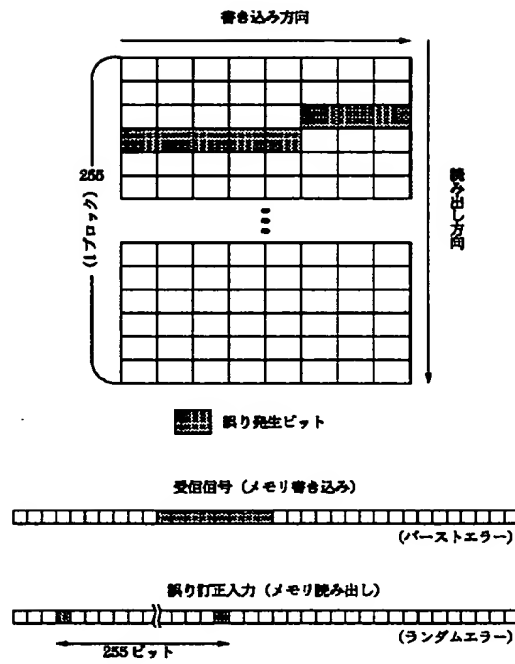 書き込み方向
255
(1ブロック)
読み出し方向
誤り発生ビット
受信信号 (メモリ書き込み)
(バーストエラー)
誤り訂正入力 (メモリ読み出し)
255 ビット
(ランダムエラー)